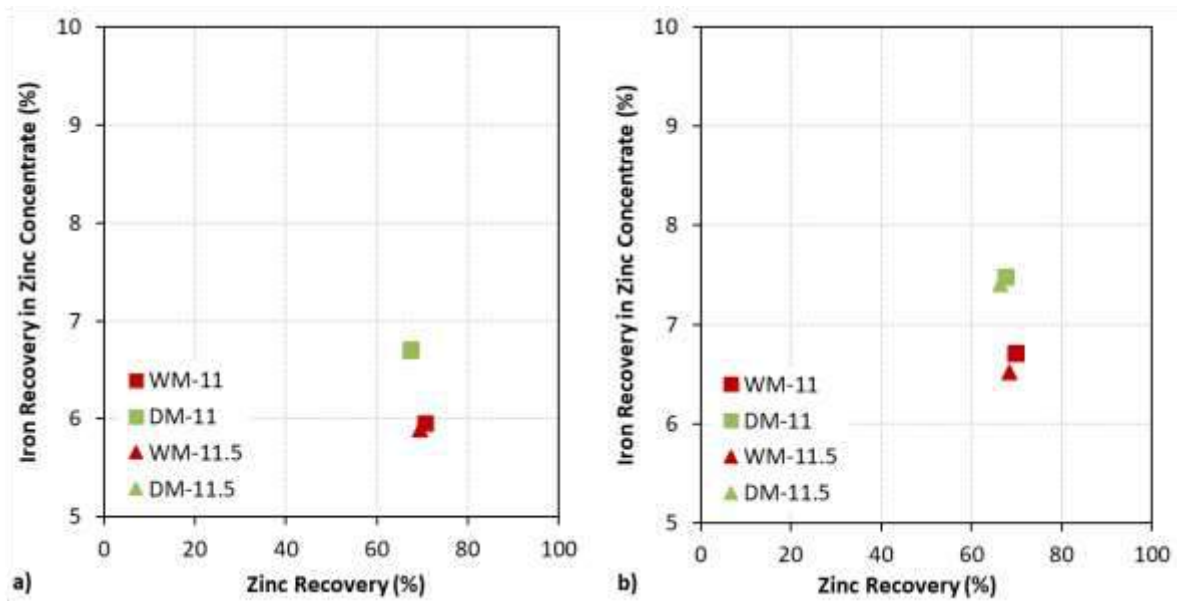 Iron Recovery in Zinc Concentrate (%)
10
9
8
7
6
5
WM-11
DM-11
WM-11.5
DM-11.5
0 20 40 60 80 100
a) Zinc Recovery (%)
Iron Recovery in Zinc Concentrate (%)
10
9
8
7
6
5
WM-11
DM-11
WM-11.5
DM-11.5
0 20 40 60 80 100
b) Zinc Recovery (%)